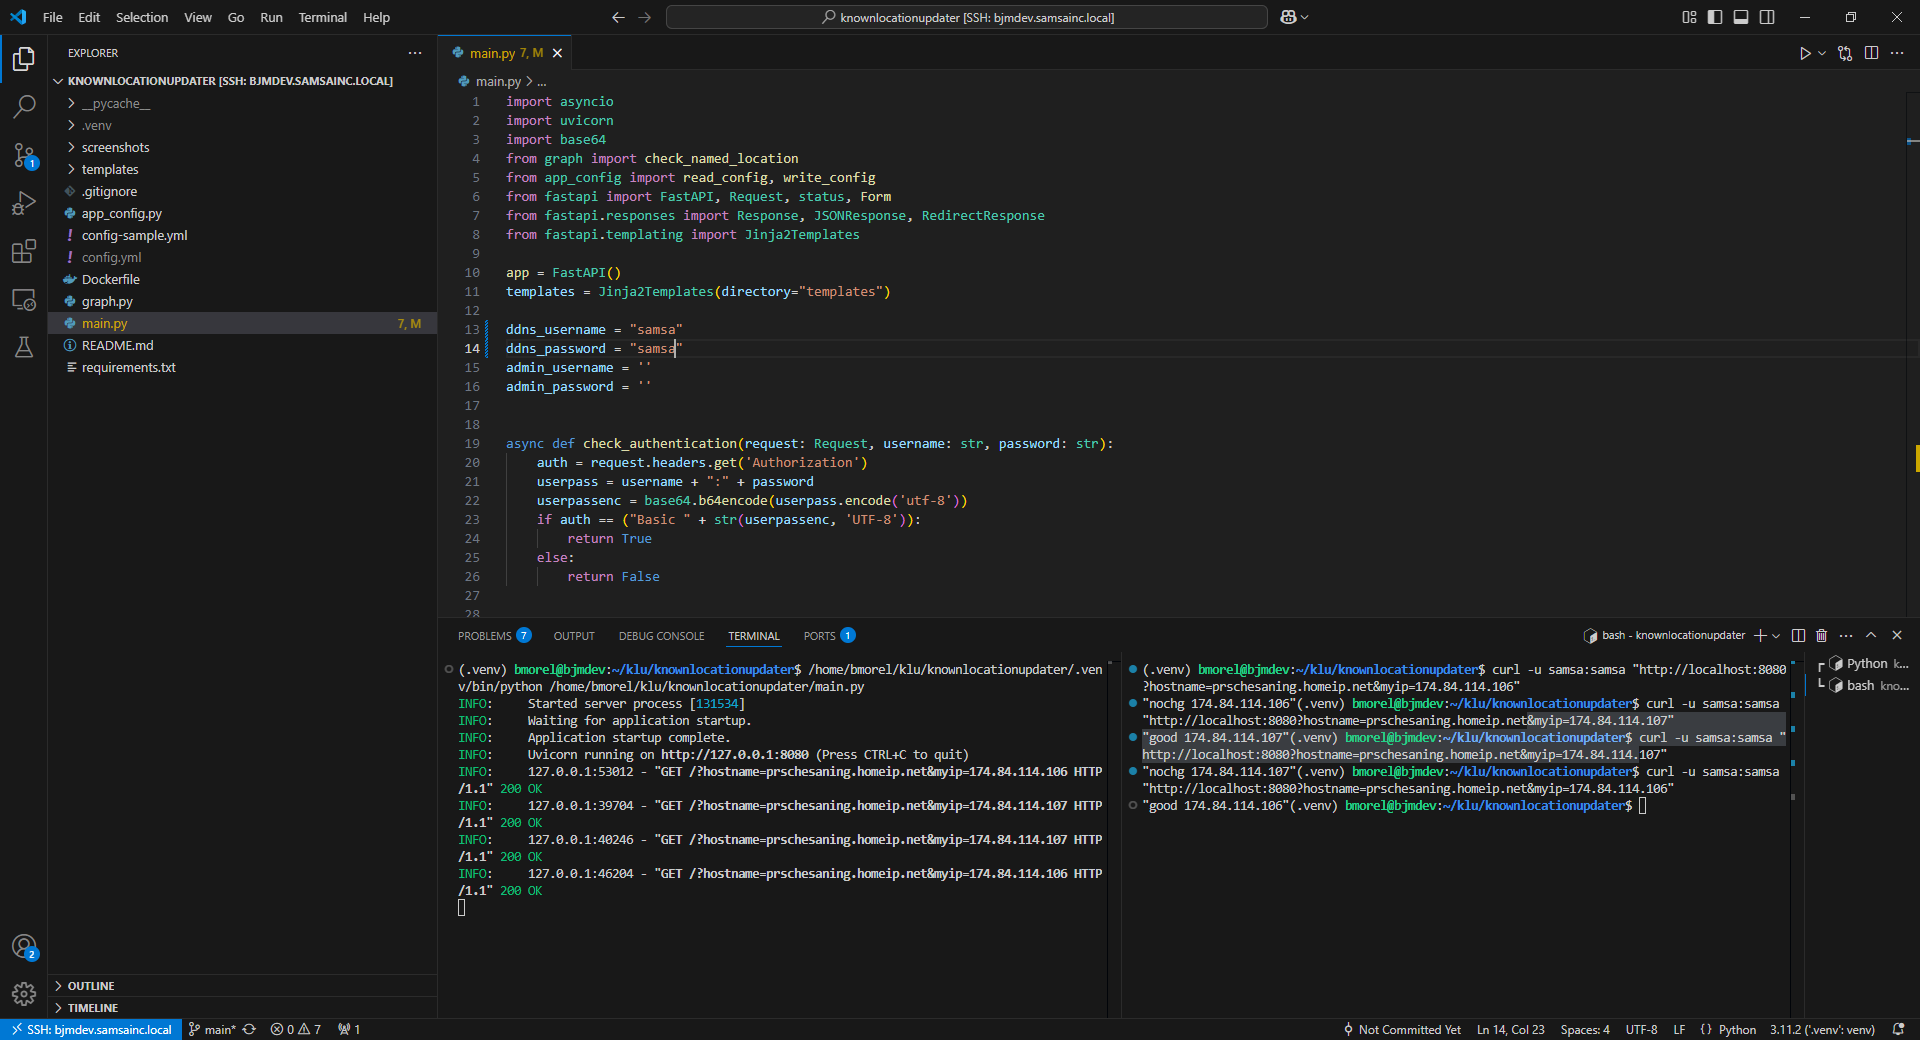 File Edit Selection View Go Run Terminal Help
knownlocationupdater [SSH: bjmdev.samsainc.local]
EXPLORER
KNOWNLOCATIONUPDATER [SSH: BJMDEV.SAMSAINC.LOCAL]
__pycache__
.venv
screenshots
templates
.gitignore
app_config.py
! config-sample.yml
! config.yml
Dockerfile
graph.py
main.py 7, M
README.md
requirements.txt
OUTLINE
TIMELINE
1
2
main.py 7, M
main.py > ...
1 import asyncio
2 import uvicorn
3 import base64
4 from graph import check_named_location
5 from app_config import read_config, write_config
6 from fastapi import FastAPI, Request, status, Form
7 from fastapi.responses import Response, JSONResponse, RedirectResponse
8 from fastapi.templating import Jinja2Templates
9
10 app = FastAPI()
11 templates = Jinja2Templates(directory="templates")
12
13 ddns_username = "samsa"
14 ddns_password = "samsa"
15 admin_username = ''
16 admin_password = ''
17
18
19 async def check_authentication(request: Request, username: str, password: str):
20 auth = request.headers.get('Authorization')
21 userpass = username + ":" + password
22 userpassenc = base64.b64encode(userpass.encode('utf-8'))
23 if auth == ("Basic " + str(userpassenc, 'UTF-8')):
24 return True
25 else:
26 return False
27
28
PROBLEMS 7 OUTPUT DEBUG CONSOLE TERMINAL PORTS 1
bash - knownlocationupdater
(.venv) bmorel@bjmdev:~/klu/knownlocationupdater$ /home/bmorel/klu/knownlocationupdater/.ven
v/bin/python /home/bmorel/klu/knownlocationupdater/main.py
INFO: Started server process [131534]
INFO: Waiting for application startup.
INFO: Application startup complete.
INFO: Uvicorn running on http://127.0.0.1:8080 (Press CTRL+C to quit)
INFO: 127.0.0.1:53012 - "GET /?hostname=prschesaning.homeip.net&myip=174.84.114.106 HTTP
/1.1" 200 OK
INFO: 127.0.0.1:39704 - "GET /?hostname=prschesaning.homeip.net&myip=174.84.114.107 HTTP
/1.1" 200 OK
INFO: 127.0.0.1:40246 - "GET /?hostname=prschesaning.homeip.net&myip=174.84.114.107 HTTP
/1.1" 200 OK
INFO: 127.0.0.1:46204 - "GET /?hostname=prschesaning.homeip.net&myip=174.84.114.106 HTTP
/1.1" 200 OK
(.venv) bmorel@bjmdev:~/klu/knownlocationupdater$ curl -u samsa:samsa "http://localhost:8080
?hostname=prschesaning.homeip.net&myip=174.84.114.106"
"nochg 174.84.114.106"(.venv) bmorel@bjmdev:~/klu/knownlocationupdater$ curl -u samsa:samsa
"http://localhost:8080?hostname=prschesaning.homeip.net&myip=174.84.114.107"
"good 174.84.114.107"(.venv) bmorel@bjmdev:~/klu/knownlocationupdater$ curl -u samsa:samsa "
http://localhost:8080?hostname=prschesaning.homeip.net&myip=174.84.114.107"
"nochg 174.84.114.107"(.venv) bmorel@bjmdev:~/klu/knownlocationupdater$ curl -u samsa:samsa
"http://localhost:8080?hostname=prschesaning.homeip.net&myip=174.84.114.106"
"good 174.84.114.106"(.venv) bmorel@bjmdev:~/klu/knownlocationupdater$
Python k...
bash kno...
SSH: bjmdev.samsainc.local main* 0 7 1 Not Committed Yet Ln 14, Col 23 Spaces: 4 UTF-8 LF {} Python 3.11.2 ('.venv': venv)